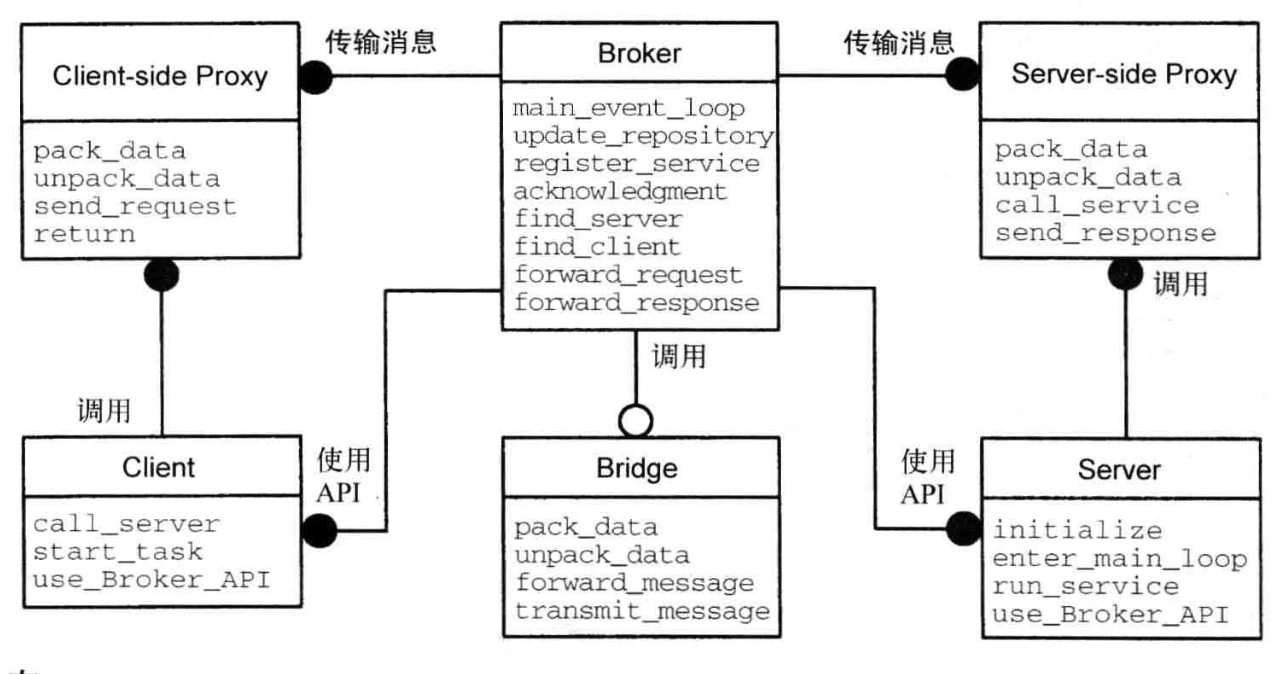 传输消息
传输消息
Client-side Proxy
pack_data
unpack_data
send_request
return
Broker
main_event_loop
update_repository
register_service
acknowledgment
find_server
find_client
forward_request
forward_response
Server-side Proxy
pack_data
unpack_data
call_service
send_response
调用
调用
调用
Client
call_server
start_task
use_Broker_API
使用
API
Bridge
pack_data
unpack_data
forward_message
transmit_message
使用
API
Server
initialize
enter_main_loop
run_service
use_Broker_API